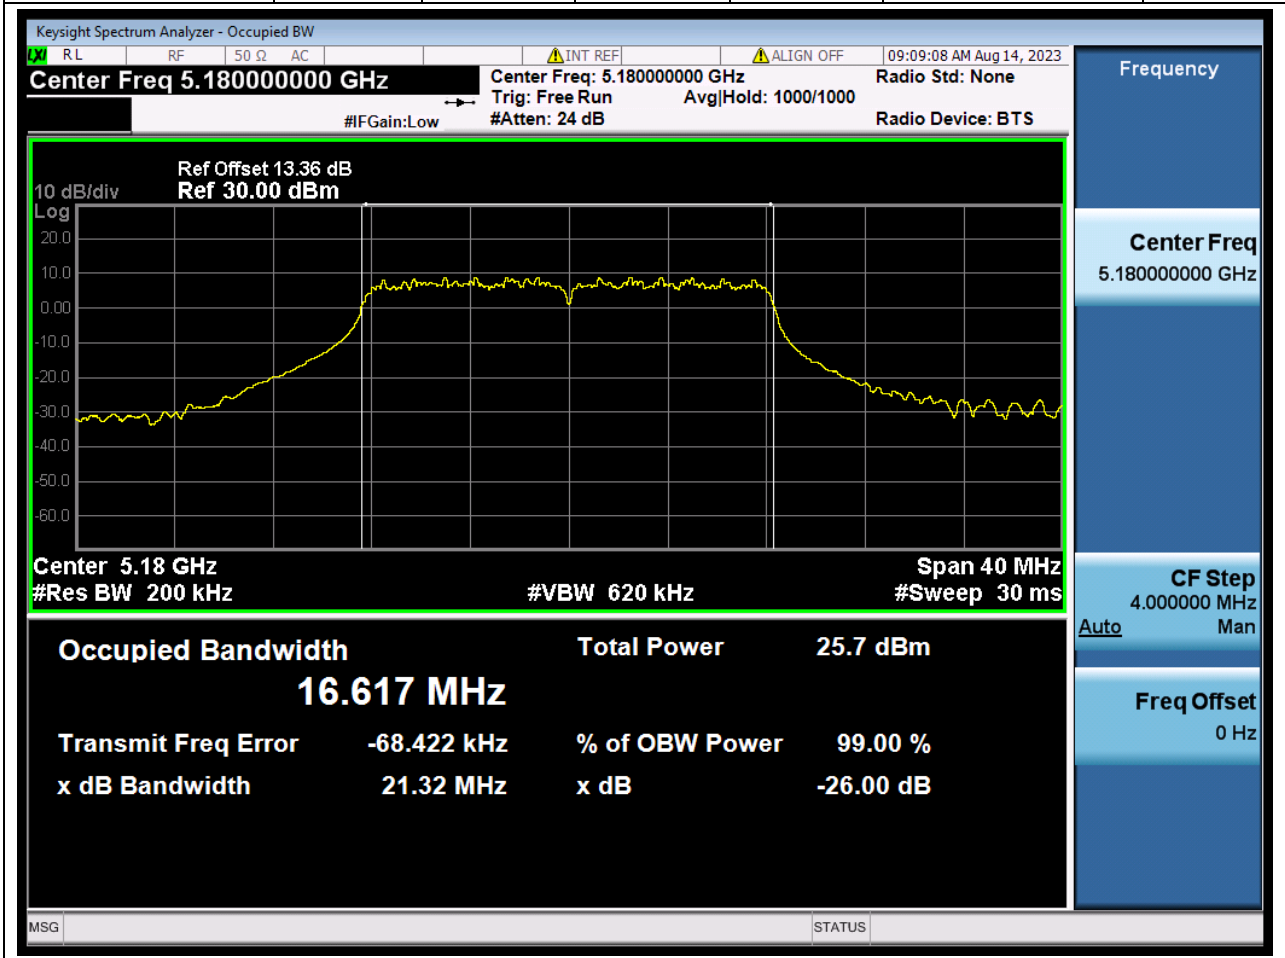 Keysight Spectrum Analyzer - Occupied BW
LXI RL RF 50 Ω AC INT REF ALIGN OFF 09:09:08 AM Aug 14, 2023
Center Freq 5.180000000 GHz
#IFGain:Low
Center Freq: 5.180000000 GHz
Trig: Free Run Avg|Hold: 1000/1000
#Atten: 24 dB
Radio Std: None
Radio Device: BTS
Ref Offset 13.36 dB
10 dB/div Ref 30.00 dBm
Log
20.0
10.0
0.00
-10.0
-20.0
-30.0
-40.0
-50.0
-60.0
Center 5.18 GHz Span 40 MHz
#Res BW 200 kHz #VBW 620 kHz #Sweep 30 ms
Occupied Bandwidth Total Power 25.7 dBm
16.617 MHz
Transmit Freq Error -68.422 kHz % of OBW Power 99.00 %
x dB Bandwidth 21.32 MHz x dB -26.00 dB
MSG STATUS
Frequency
Center Freq
5.180000000 GHz
CF Step
4.000000 MHz
Auto Man
Freq Offset
0 Hz